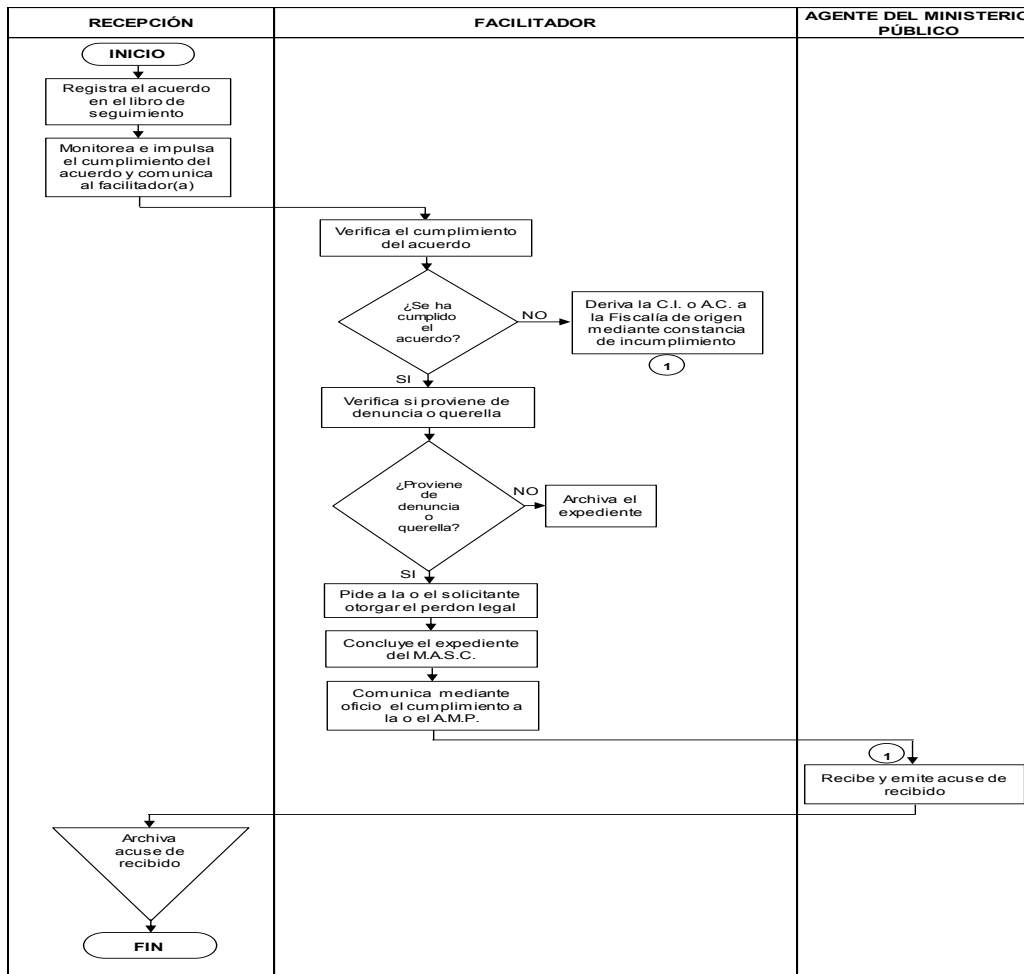 RECEPCIÓN
FACILITADOR
AGENTE DEL MINISTERIO
PÚBLICO
INICIO
Registra el acuerdo
en el libro de
seguimiento
Monitorea e impulsa
el cumplimiento del
acuerdo y comunica
al facilitador(a)
Verifica el cumplimiento
del acuerdo
¿Se ha
cumplido
el
acuerdo?
NO
Deriva la C.I. o A.C. a
la Fiscalía de origen
mediante constancia
de incumplimiento
1
SI
Verifica si proviene de
denuncia o querella
¿Proviene
de
denuncia
o
querella?
NO
Archiva el
expediente
SI
Pide a la o el solicitante
otorgar el perdon legal
Concluye el expediente
del M.A.S.C.
Comunica mediante
oficio el cumplimiento a
la o el A.M.P.
1
Recibe y emite acuse de
recibido
Archiva
acuse de
recibido
FIN